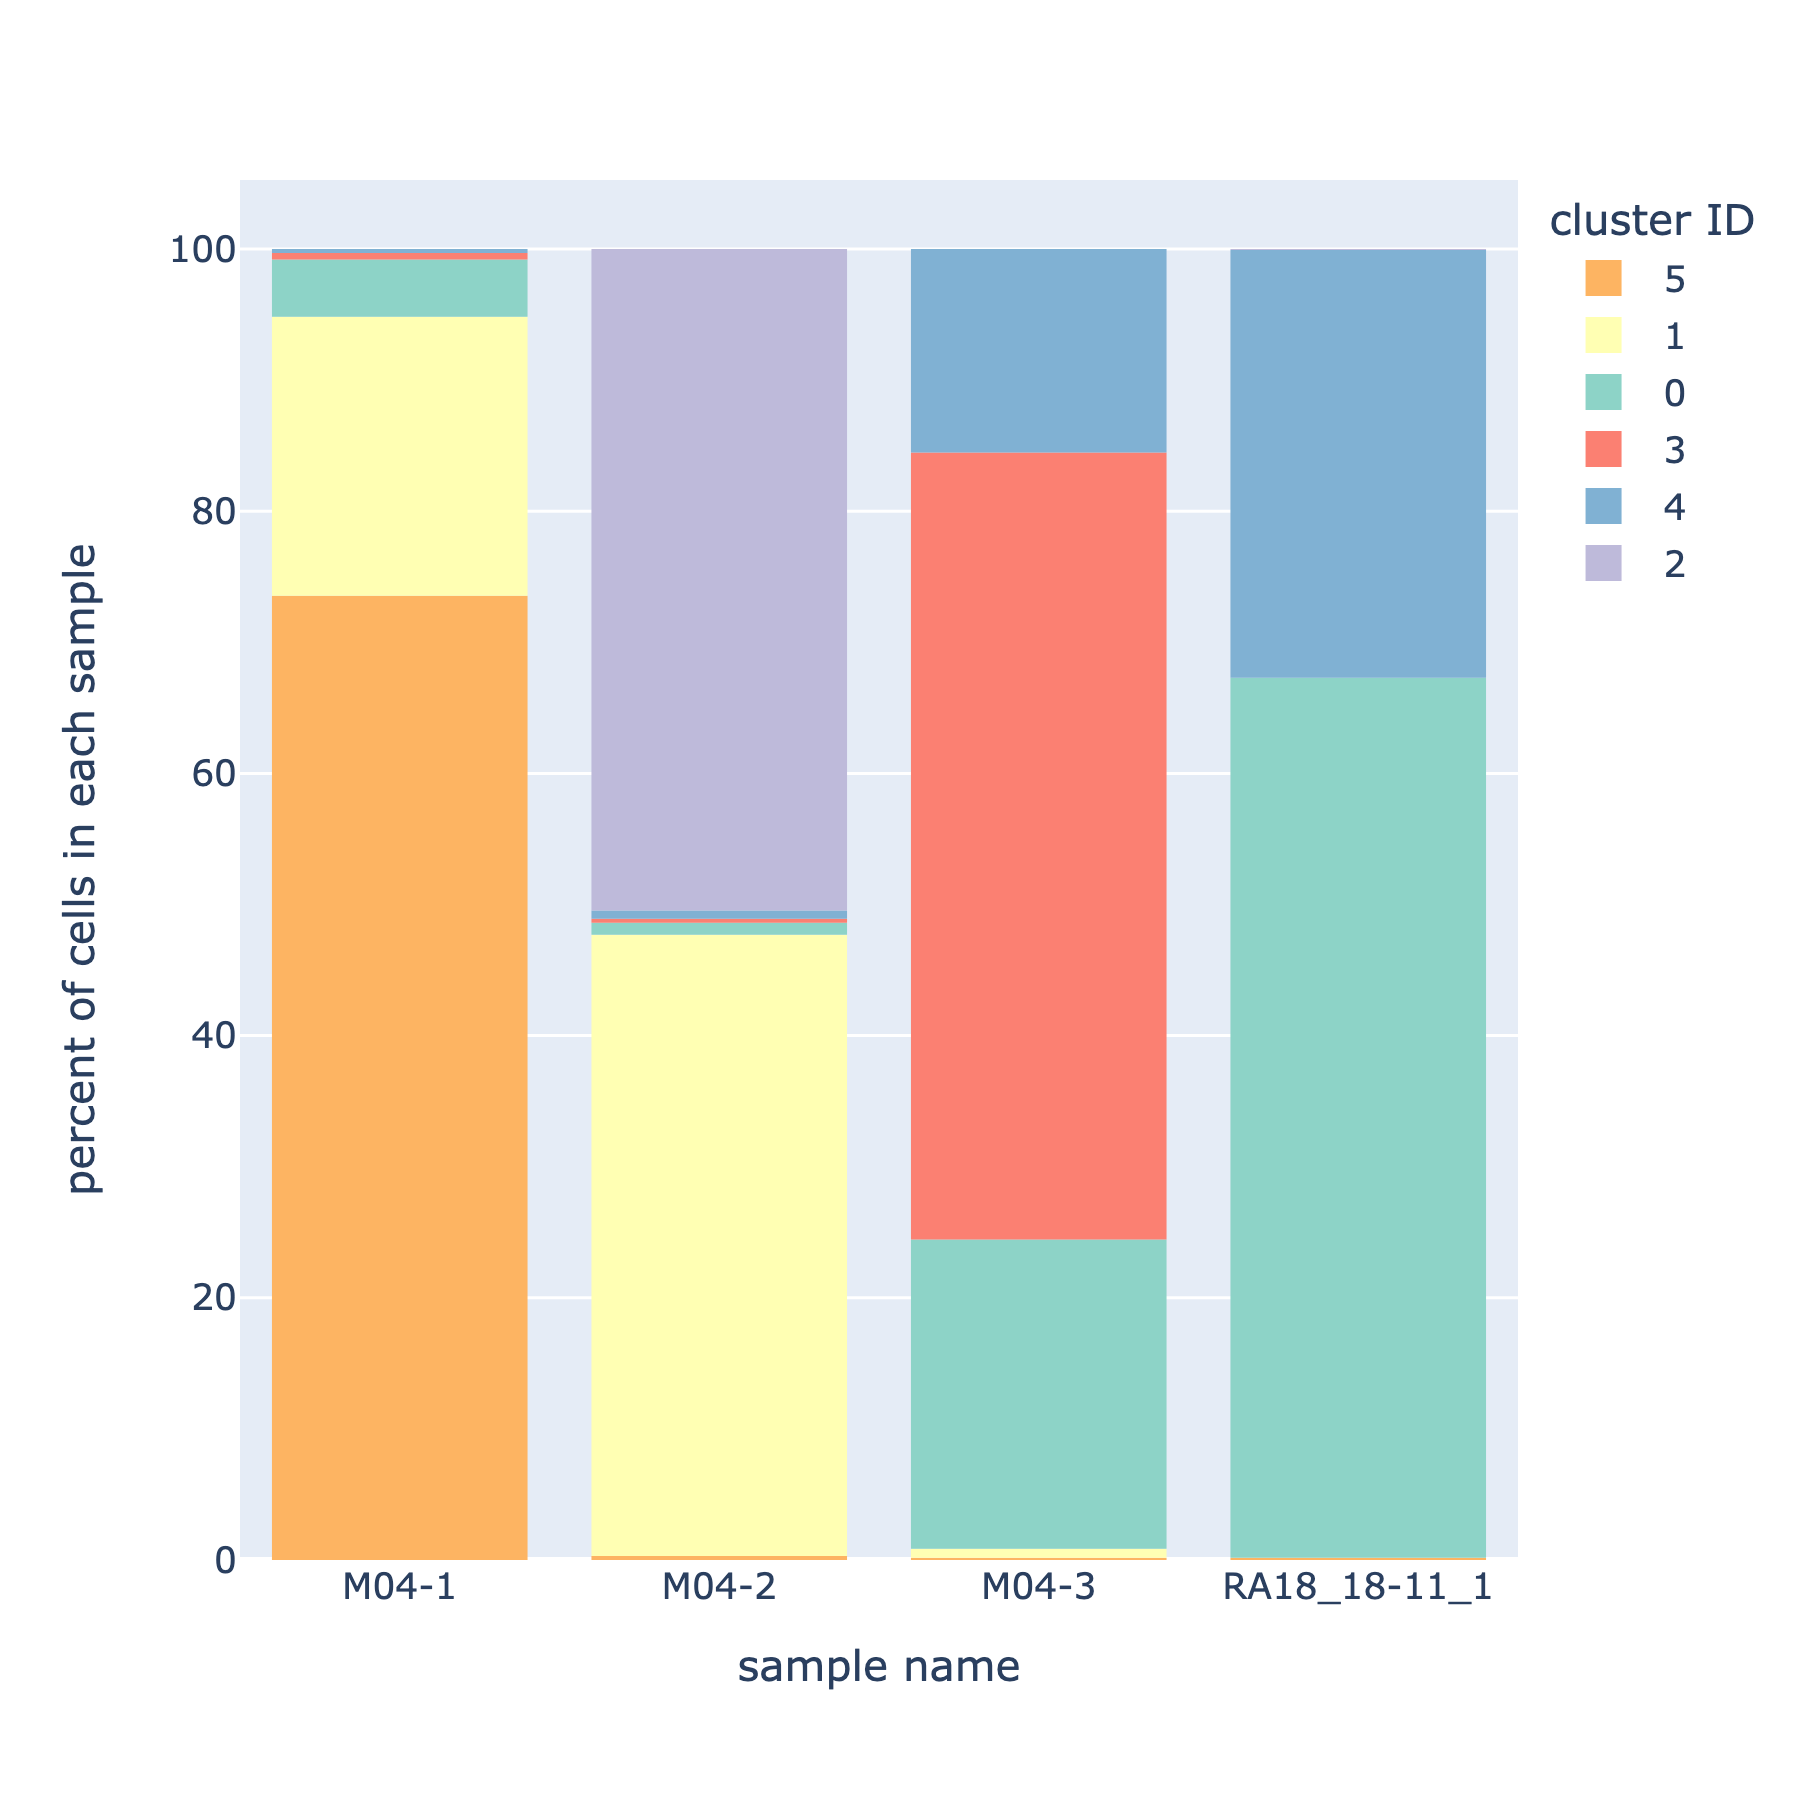 cluster ID
5
1
0
3
4
2
percent of cells in each sample
100
80
60
40
20
0
M04-1
M04-2
M04-3
RA18_18-11_1
sample name